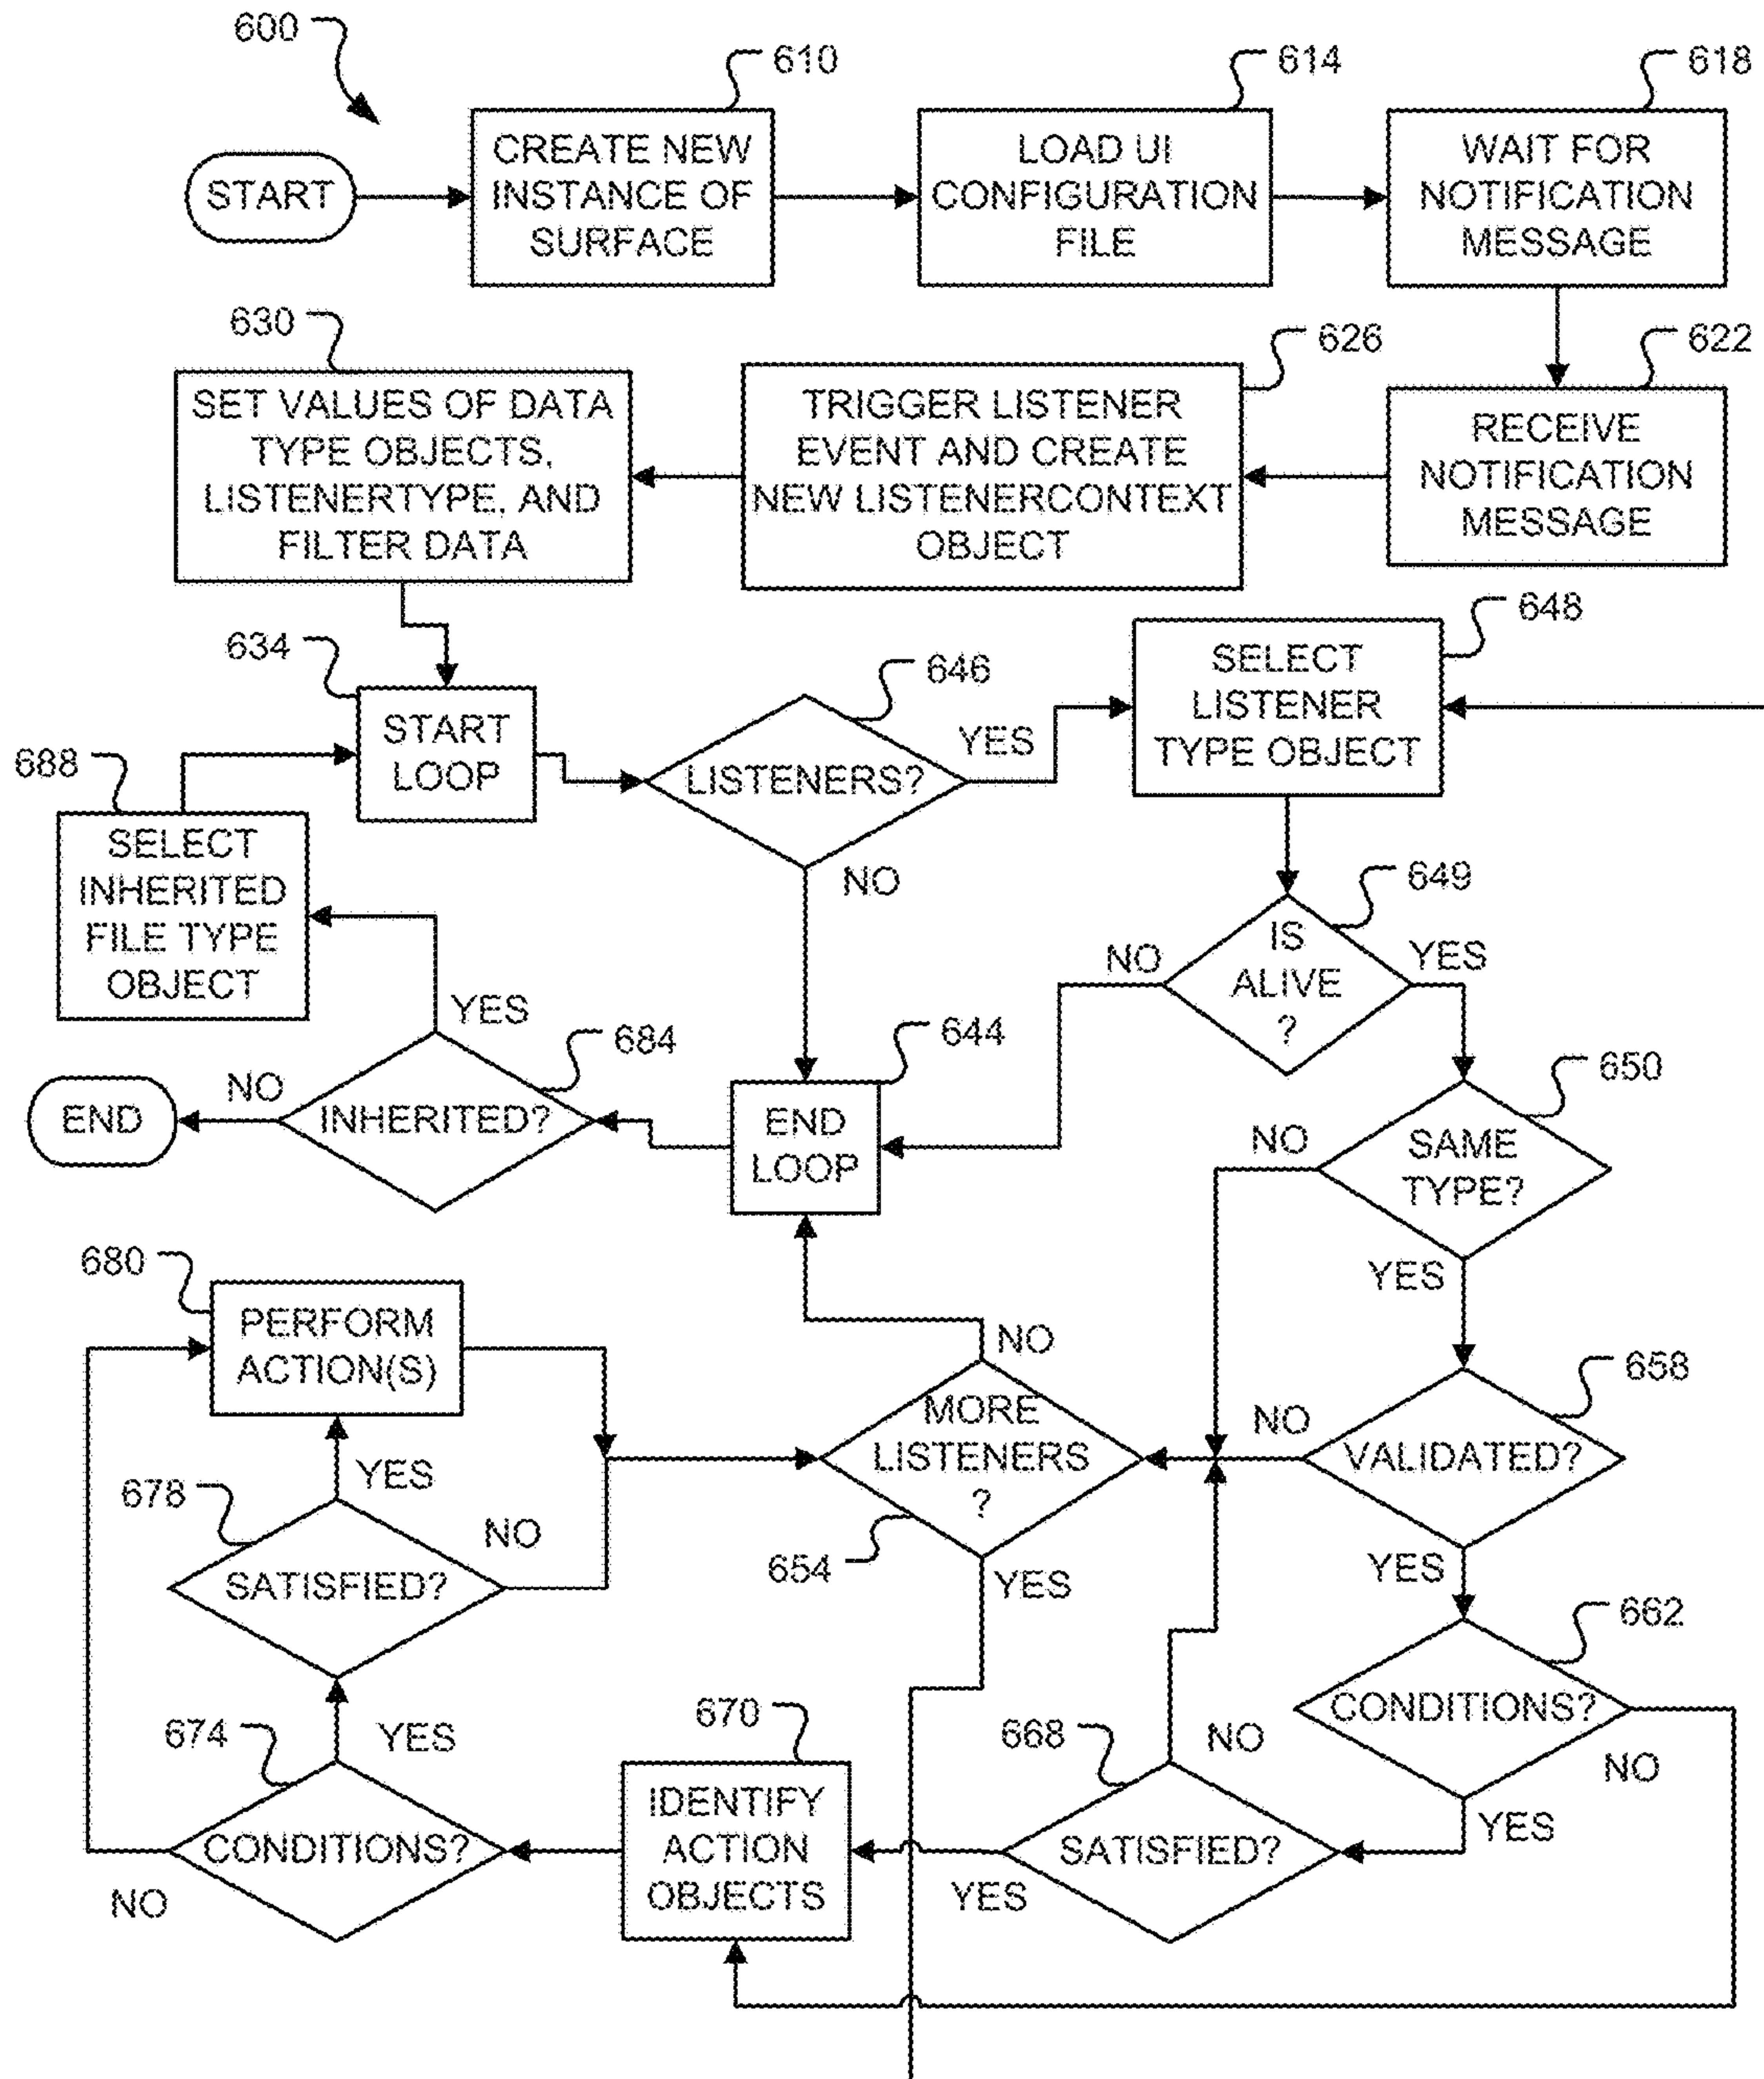 600
610
614
618
START
CREATE NEW
INSTANCE OF
SURFACE
LOAD UI
CONFIGURATION
FILE
WAIT FOR
NOTIFICATION
MESSAGE
630
626
622
SET VALUES OF DATA
TYPE OBJECTS,
LISTENERTYPE, AND
FILTER DATA
TRIGGER LISTENER
EVENT AND CREATE
NEW LISTENERCONTEXT
OBJECT
RECEIVE
NOTIFICATION
MESSAGE
634
646
648
START
LOOP
LISTENERS?
YES
NO
SELECT
LISTENER
TYPE OBJECT
688
SELECT
INHERITED
FILE TYPE
OBJECT
649
IS
ALIVE
?
NO
YES
YES
684
644
650
END
NO
INHERITED?
END
LOOP
NO
SAME
TYPE?
YES
680
PERFORM
ACTION(S)
NO
MORE
LISTENERS
?
654
YES
658
NO
VALIDATED?
YES
678
YES
SATISFIED?
NO
662
CONDITIONS?
NO
YES
674
YES
CONDITIONS?
NO
670
IDENTIFY
ACTION
OBJECTS
668
NO
SATISFIED?
YES